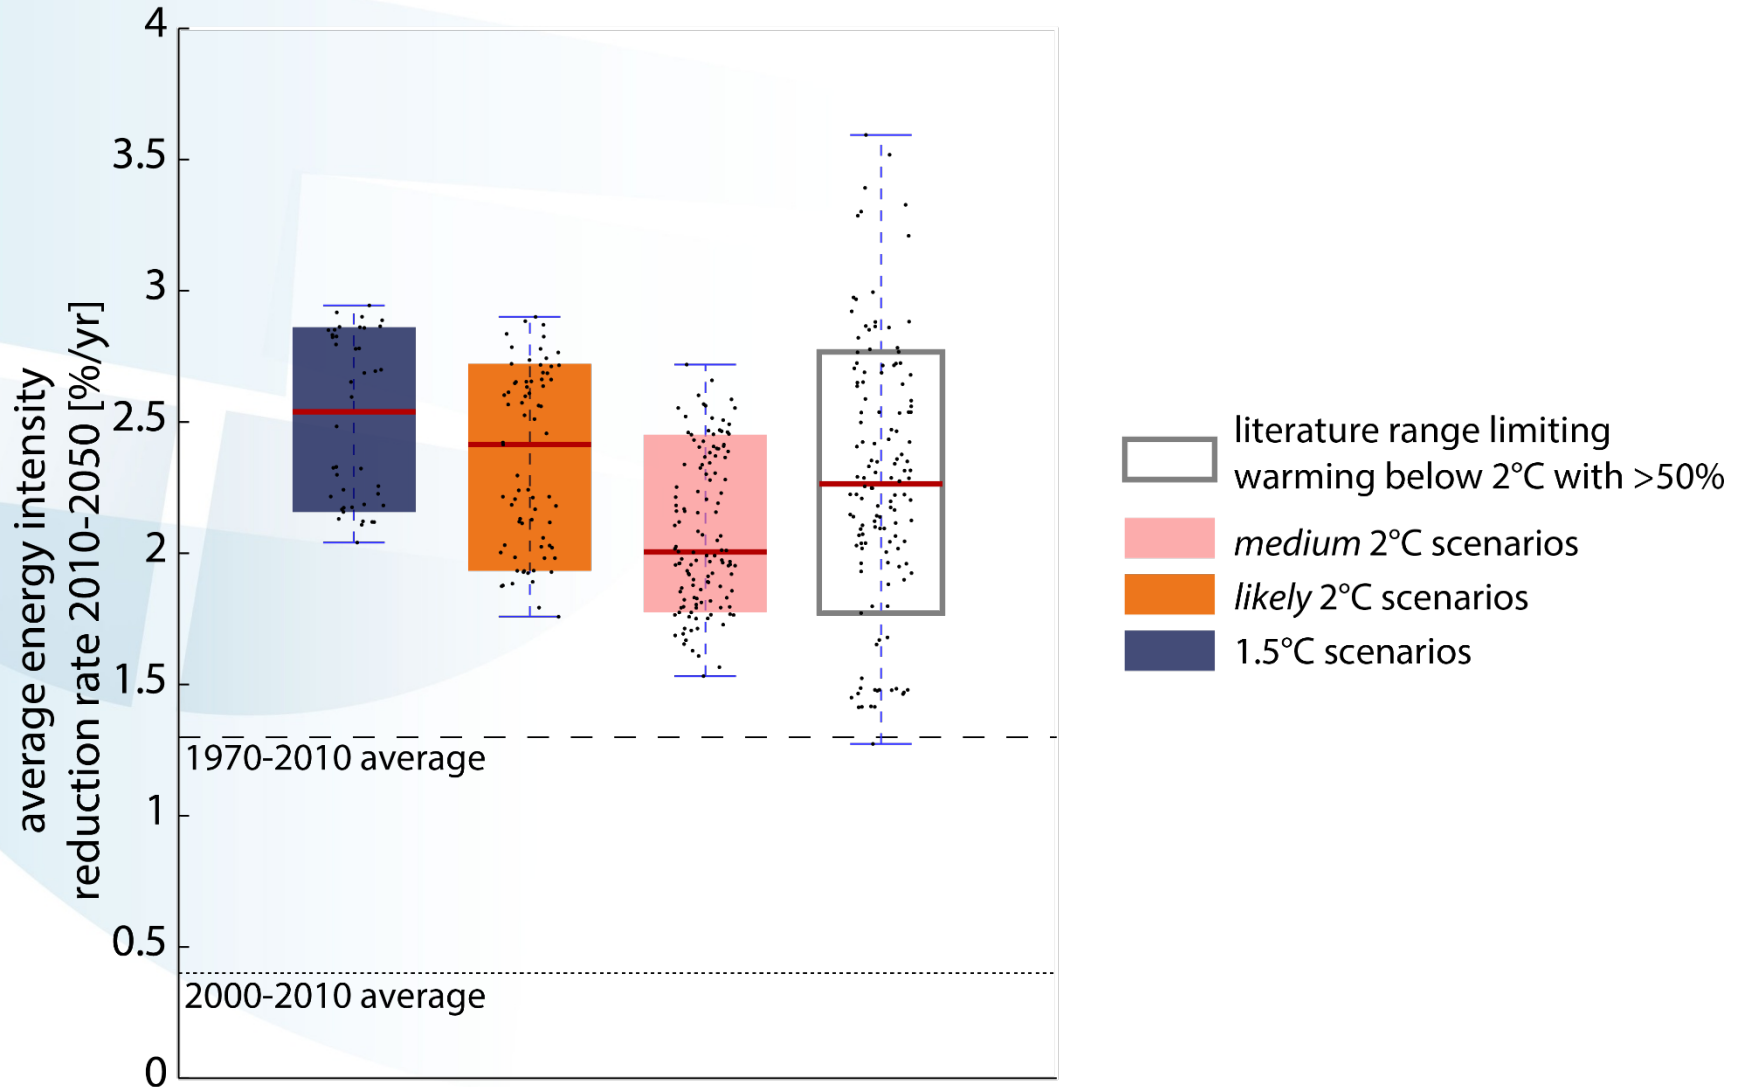 4
3.5
3
2.5
2
1.5
1
0.5
0
average energy intensity
reduction rate 2010-2050 [%/yr]
1970-2010 average
2000-2010 average
literature range limiting
warming below 2°C with >50%
medium 2°C scenarios
likely 2°C scenarios
1.5°C scenarios